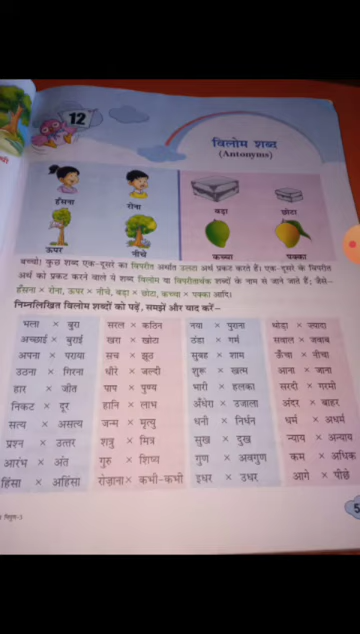 12
विलोम शब्द
(Antonyms)
हँसना रोना बड़ा छोटा
ऊपर नीचे कच्चा पक्का
बच्चो! कुछ शब्द एक-दूसरे का विपरीत अर्थात उलटा अर्थ प्रकट करते हैं। एक-दूसरे के विपरीत
अर्थ को प्रकट करने वाले ये शब्द विलोम या विपरीतार्थक शब्दों के नाम से जाने जाते हैं; जैसे-
हँसना × रोना, ऊपर × नीचे, बड़ा × छोटा, कच्चा × पक्का आदि।
निम्नलिखित विलोम शब्दों को पढ़ें, समझें और याद करें-
भला × बुरा सरल × कठिन नया × पुराना थोड़ा × ज़्यादा
अच्छाई × बुराई खरा × खोटा ठंडा × गर्म सवाल × जवाब
अपना × पराया सच × झूठ सुबह × शाम ऊँचा × नीचा
उठना × गिरना धीरे × जल्दी शुरू × खत्म आना × जाना
हार × जीत पाप × पुण्य भारी × हलका सरदी × गरमी
निकट × दूर हानि × लाभ अँधेरा × उजाला अंदर × बाहर
सत्य × असत्य जन्म × मृत्यु धनी × निर्धन धर्म × अधर्म
प्रश्न × उत्तर शत्रु × मित्र सुख × दुख न्याय × अन्याय
आरंभ × अंत गुरु × शिष्य गुण × अवगुण कम × अधिक
हिंसा × अहिंसा रोज़ाना × कभी-कभी इधर × उधर आगे × पीछे